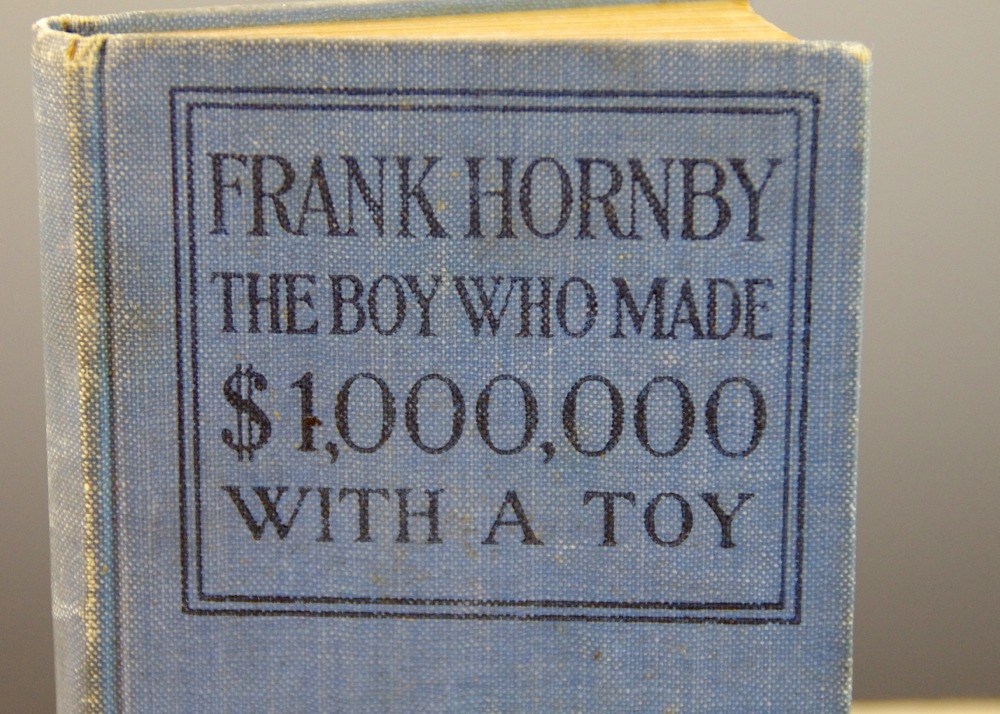 FRANK HORNBY
THE BOY WHO MADE
$1,000,000
WITH A TOY